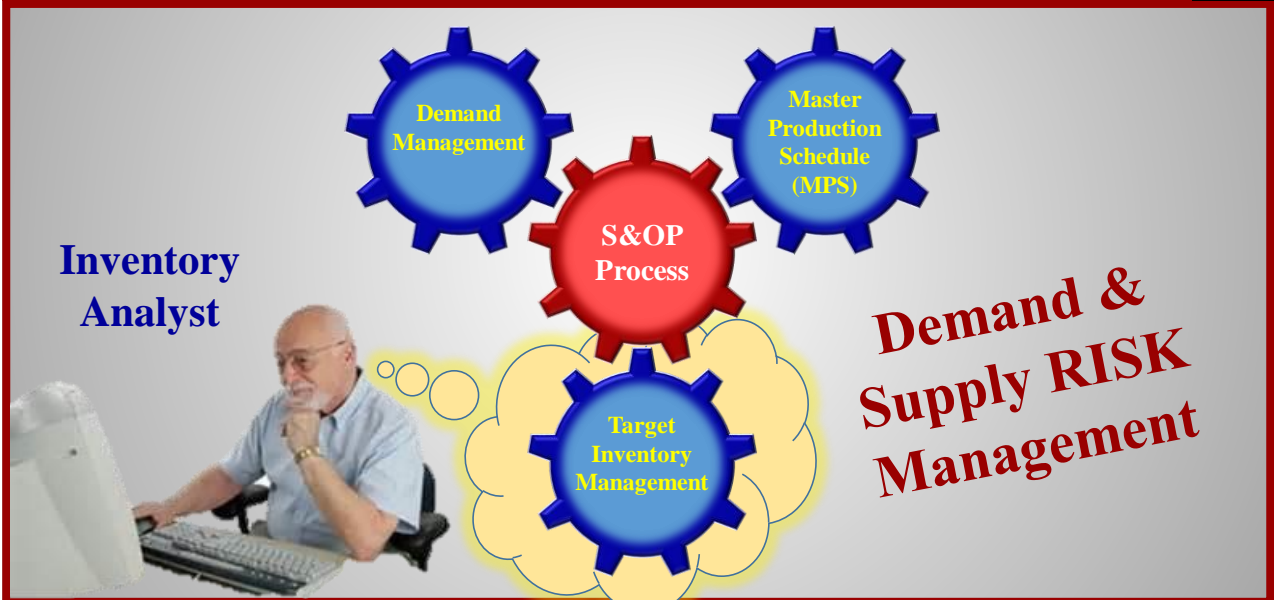 Demand
Management
Master
Production
Schedule
(MPS)
S&OP
Process
Inventory
Analyst
Target
Inventory
Management
Demand &
Supply RISK
Management